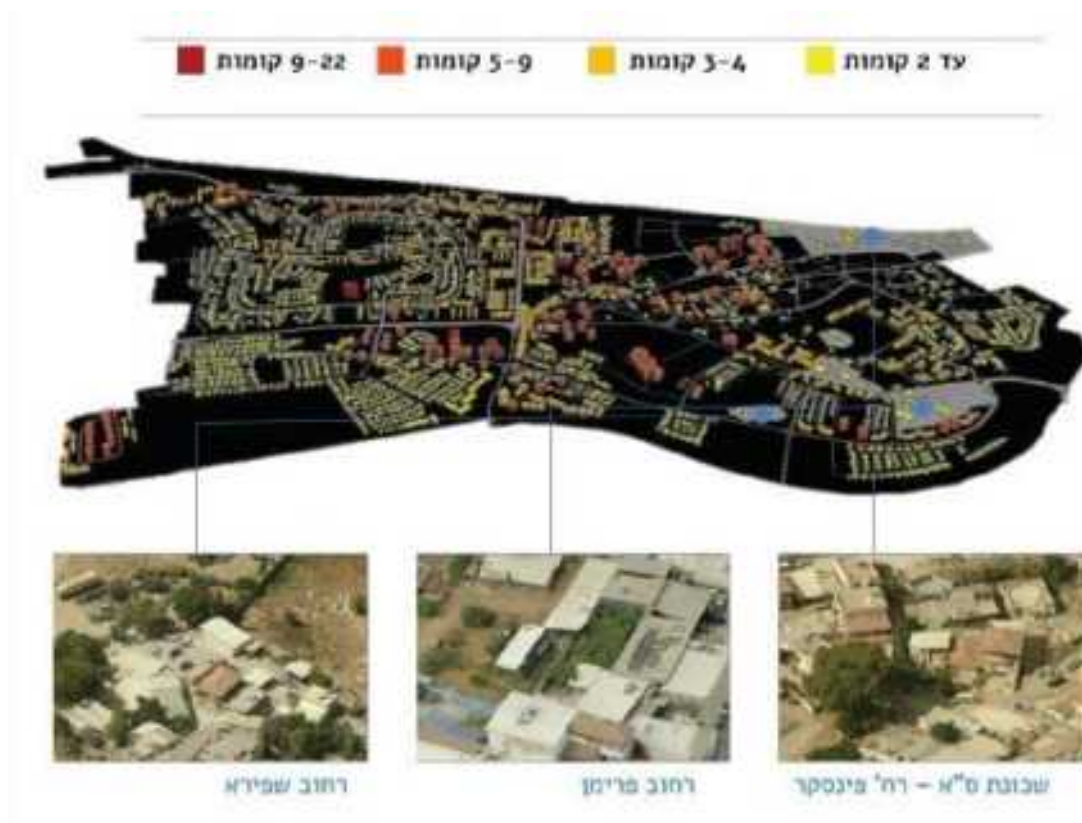 עד 2 קומות
3-4 קומות
5-9 קומות
9-22 קומות
שכונת ס"א - רח' פינסקר
רחוב פרימן
רחוב שפירא